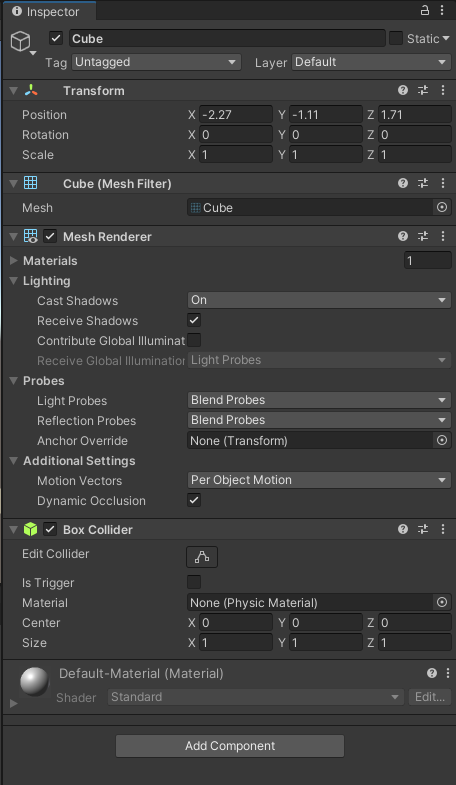 Inspector
Cube Static
Tag Untagged Layer Default
Transform
Position X -2.27 Y -1.11 Z 1.71
Rotation X 0 Y 0 Z 0
Scale X 1 Y 1 Z 1
Cube (Mesh Filter)
Mesh Cube
Mesh Renderer
Materials 1
Lighting
Cast Shadows On
Receive Shadows
Contribute Global Illuminat
Receive Global Illumination Light Probes
Probes
Light Probes Blend Probes
Reflection Probes Blend Probes
Anchor Override None (Transform)
Additional Settings
Motion Vectors Per Object Motion
Dynamic Occlusion
Box Collider
Edit Collider
Is Trigger
Material None (Physic Material)
Center X 0 Y 0 Z 0
Size X 1 Y 1 Z 1
Default-Material (Material)
Shader Standard Edit...
Add Component